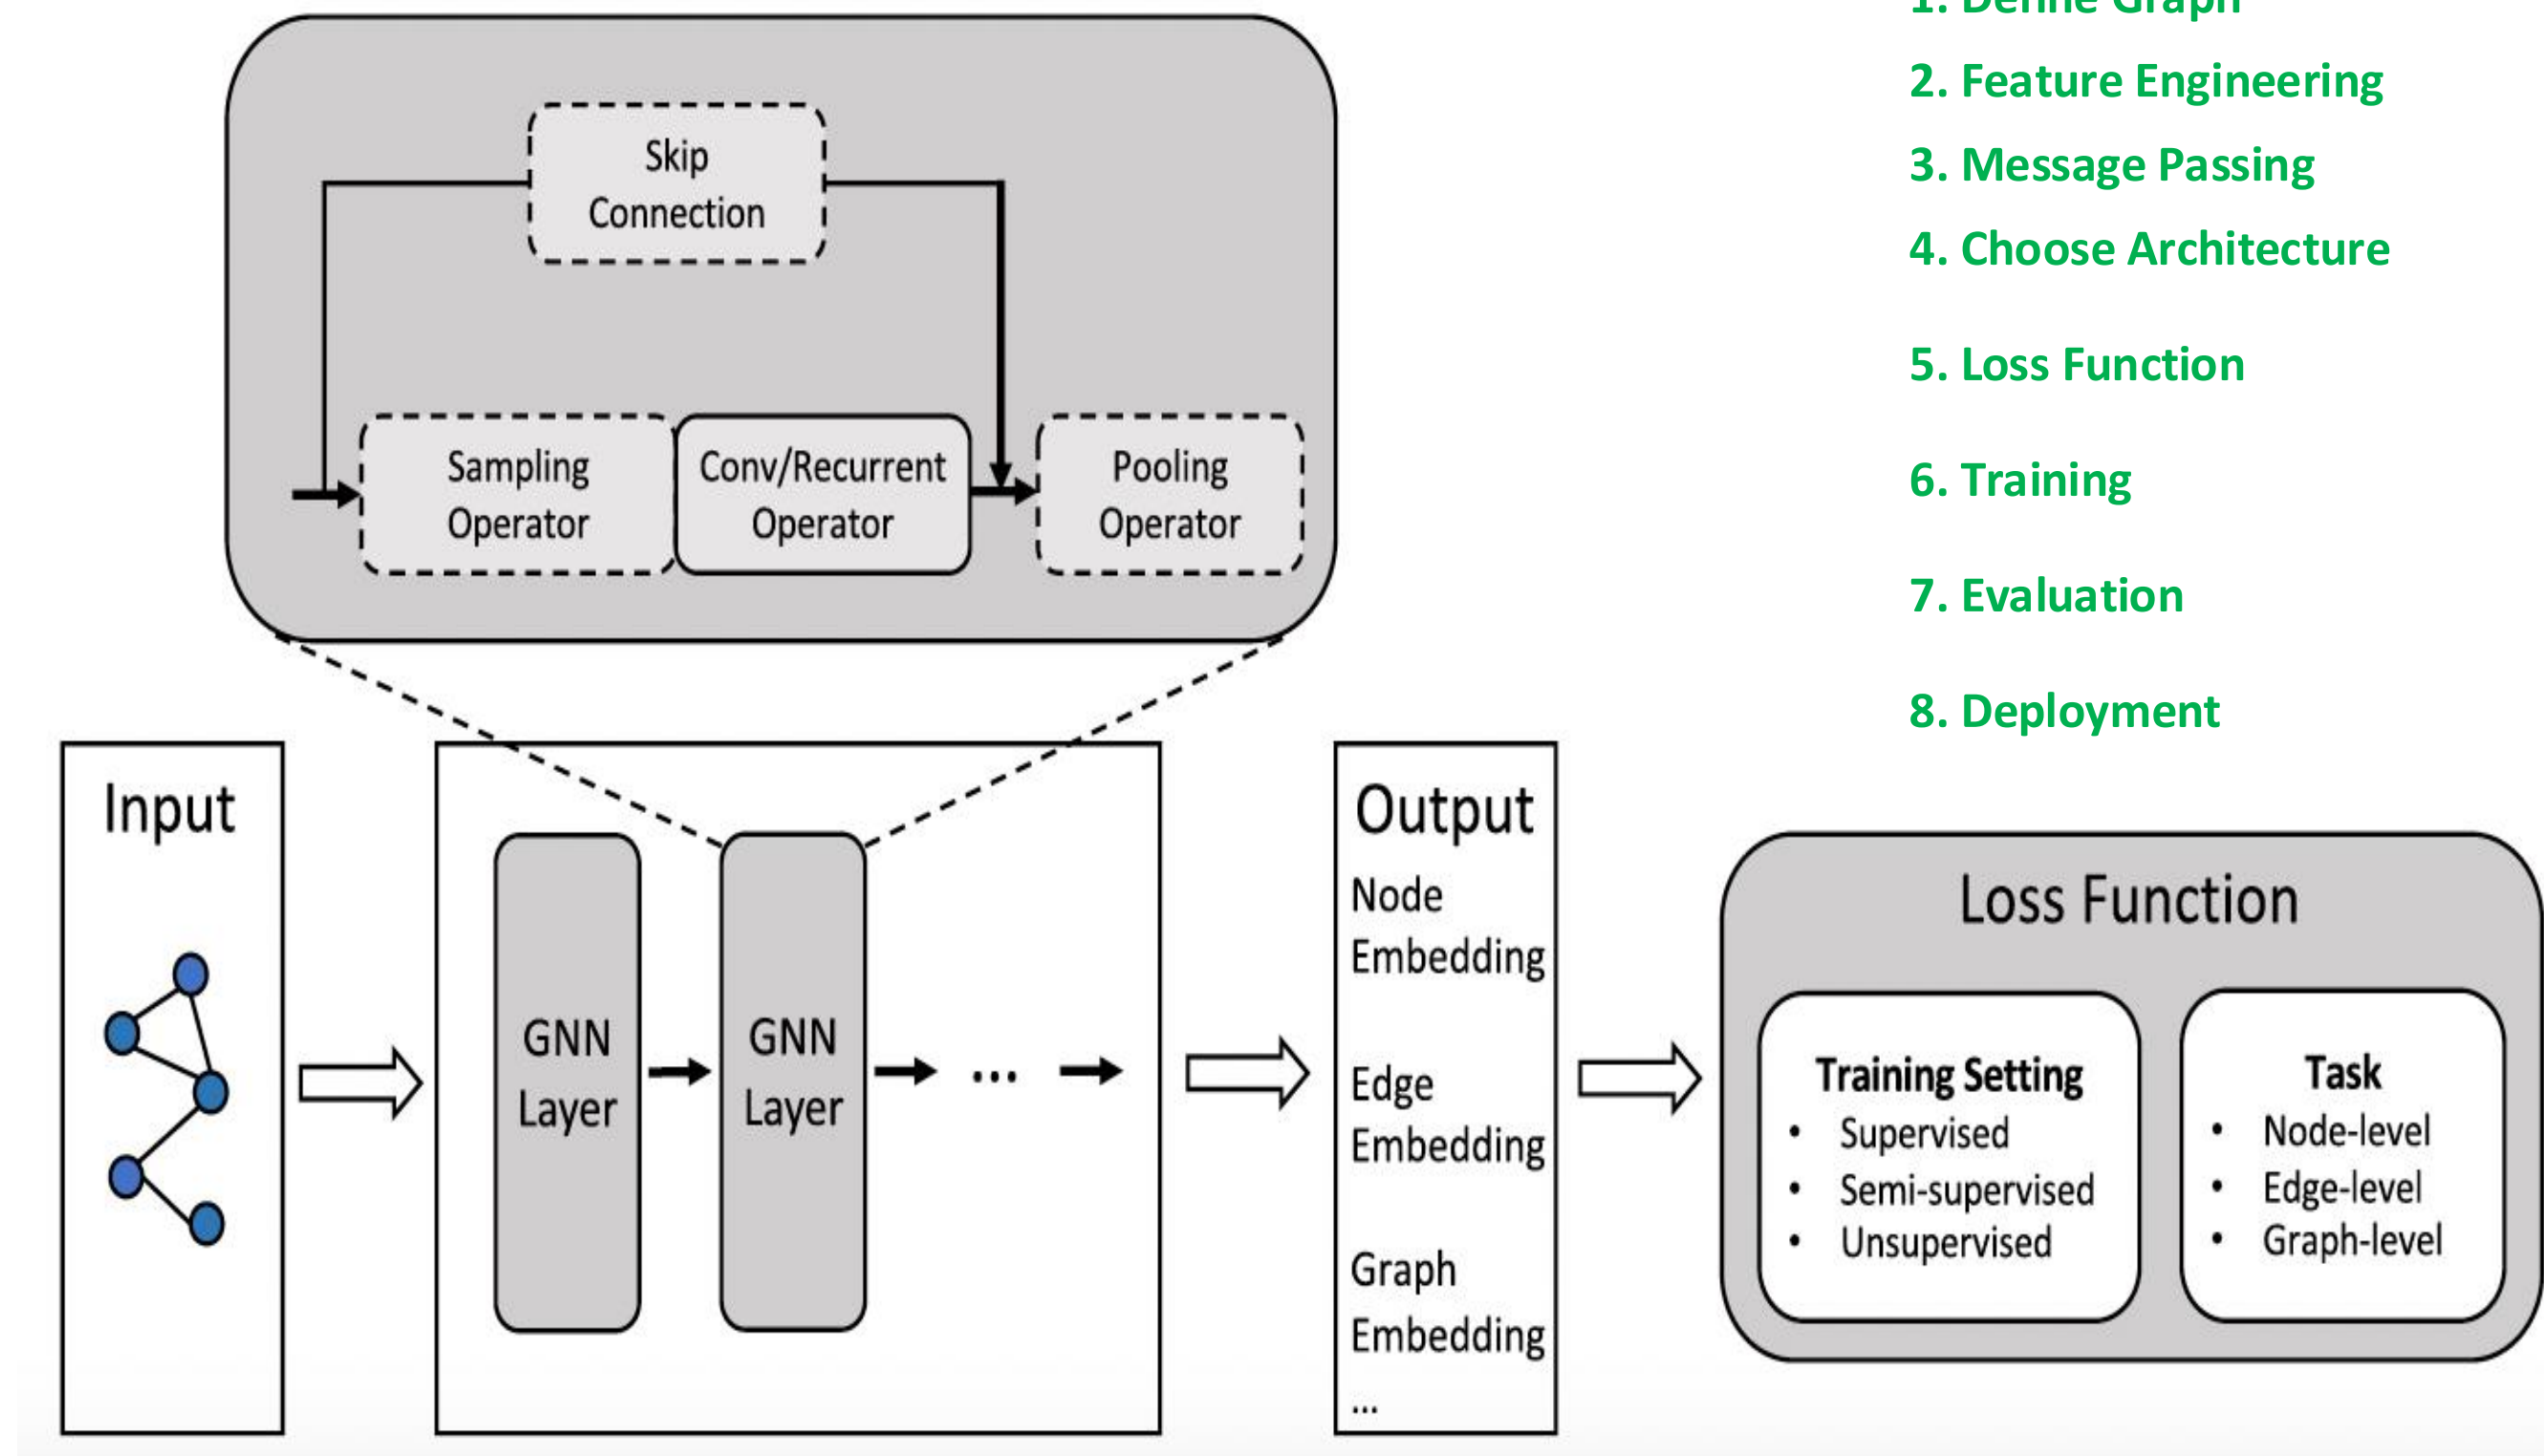 1. Define Graph
2. Feature Engineering
3. Message Passing
4. Choose Architecture
5. Loss Function
6. Training
7. Evaluation
8. Deployment
Skip
Connection
Sampling
Operator
Conv/Recurrent
Operator
Pooling
Operator
Input
GNN
Layer
GNN
Layer
...
Output
Node
Embedding
Edge
Embedding
Graph
Embedding
...
Loss Function
Training Setting
• Supervised
• Semi-supervised
• Unsupervised
Task
• Node-level
• Edge-level
• Graph-level